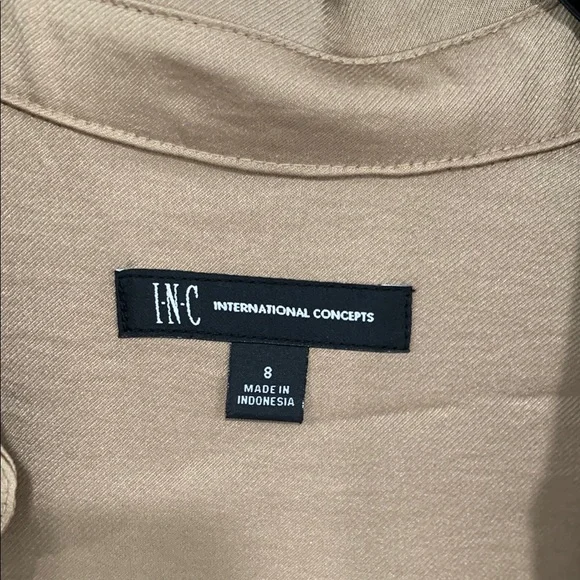 I·N·C INTERNATIONAL CONCEPTS
8
MADE IN
INDONESIA